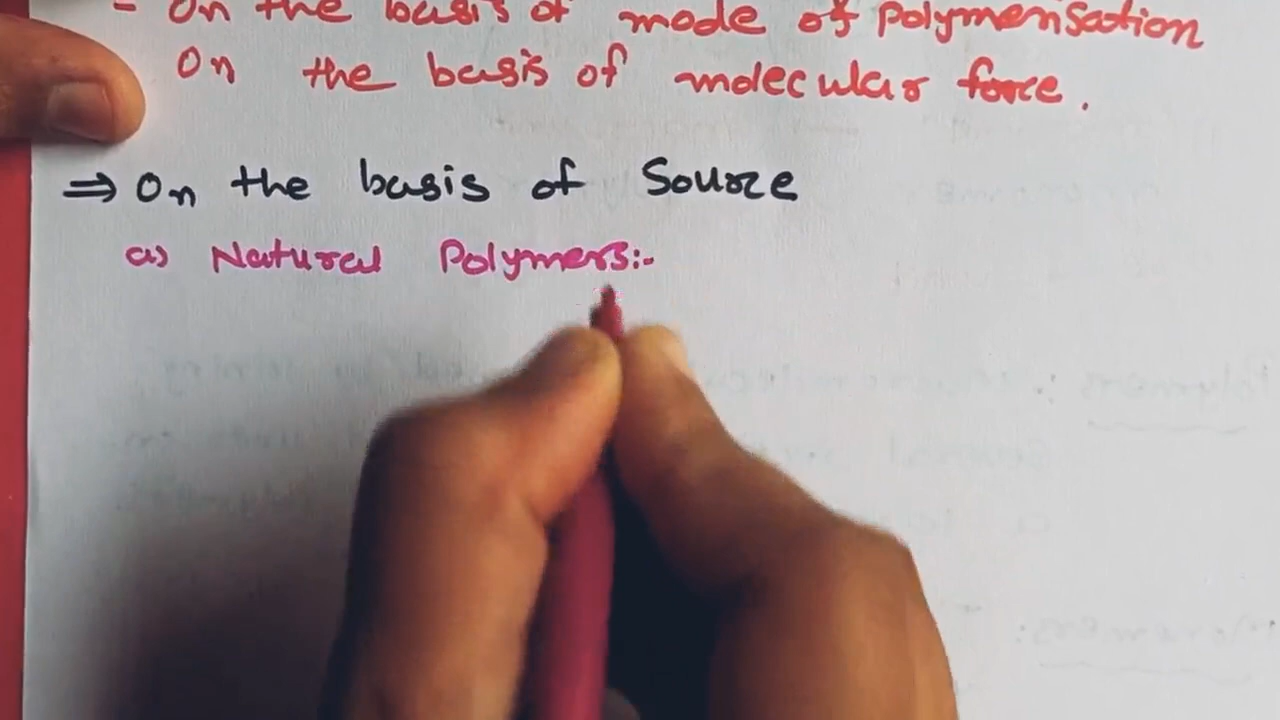 - On the basis of mode of polymerisation
On the basis of molecular force.
⇒ On the basis of Source
a) Natural Polymers:-